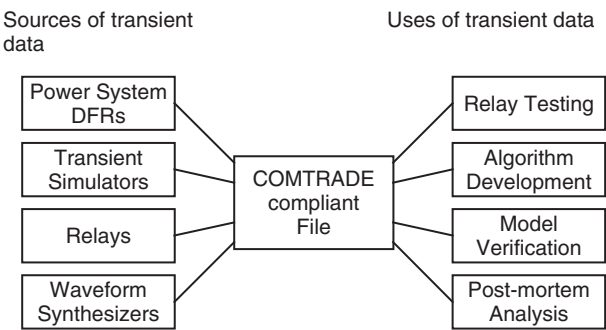 Sources of transient
data
Uses of transient data
Power System
DFRs
Transient
Simulators
Relays
Waveform
Synthesizers
COMTRADE
compliant
File
Relay Testing
Algorithm
Development
Model
Verification
Post-mortem
Analysis